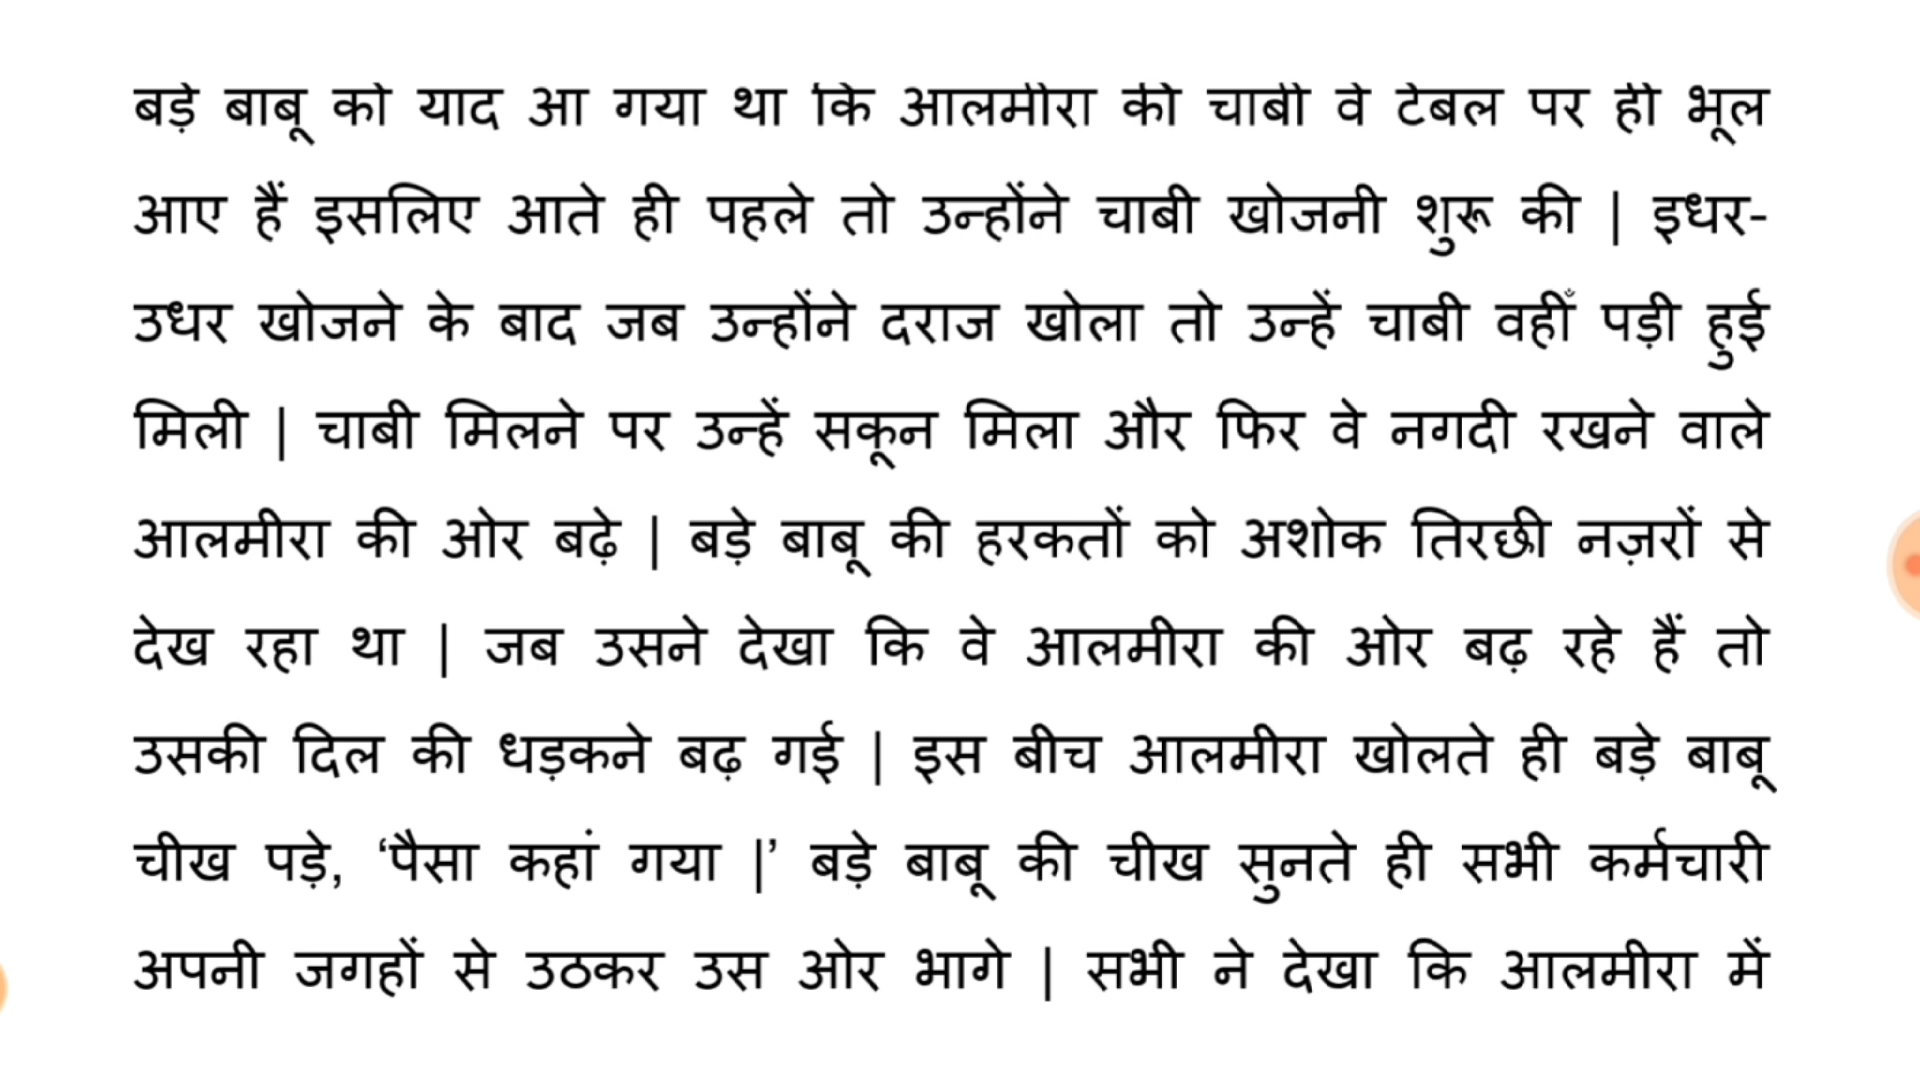 बड़े बाबू को याद आ गया था कि आलमीरा की चाबी वे टेबल पर ही भूल
आए हैं इसलिए आते ही पहले तो उन्होंने चाबी खोजनी शुरू की | इधर-
उधर खोजने के बाद जब उन्होंने दराज खोला तो उन्हें चाबी वहीँ पड़ी हुई
मिली | चाबी मिलने पर उन्हें सकून मिला और फिर वे नगदी रखने वाले
आलमीरा की ओर बढ़े | बड़े बाबू की हरकतों को अशोक तिरछी नज़रों से
देख रहा था | जब उसने देखा कि वे आलमीरा की ओर बढ़ रहे हैं तो
उसकी दिल की धड़कने बढ़ गई | इस बीच आलमीरा खोलते ही बड़े बाबू
चीख पड़े, ‘पैसा कहां गया |’ बड़े बाबू की चीख सुनते ही सभी कर्मचारी
अपनी जगहों से उठकर उस ओर भागे | सभी ने देखा कि आलमीरा में